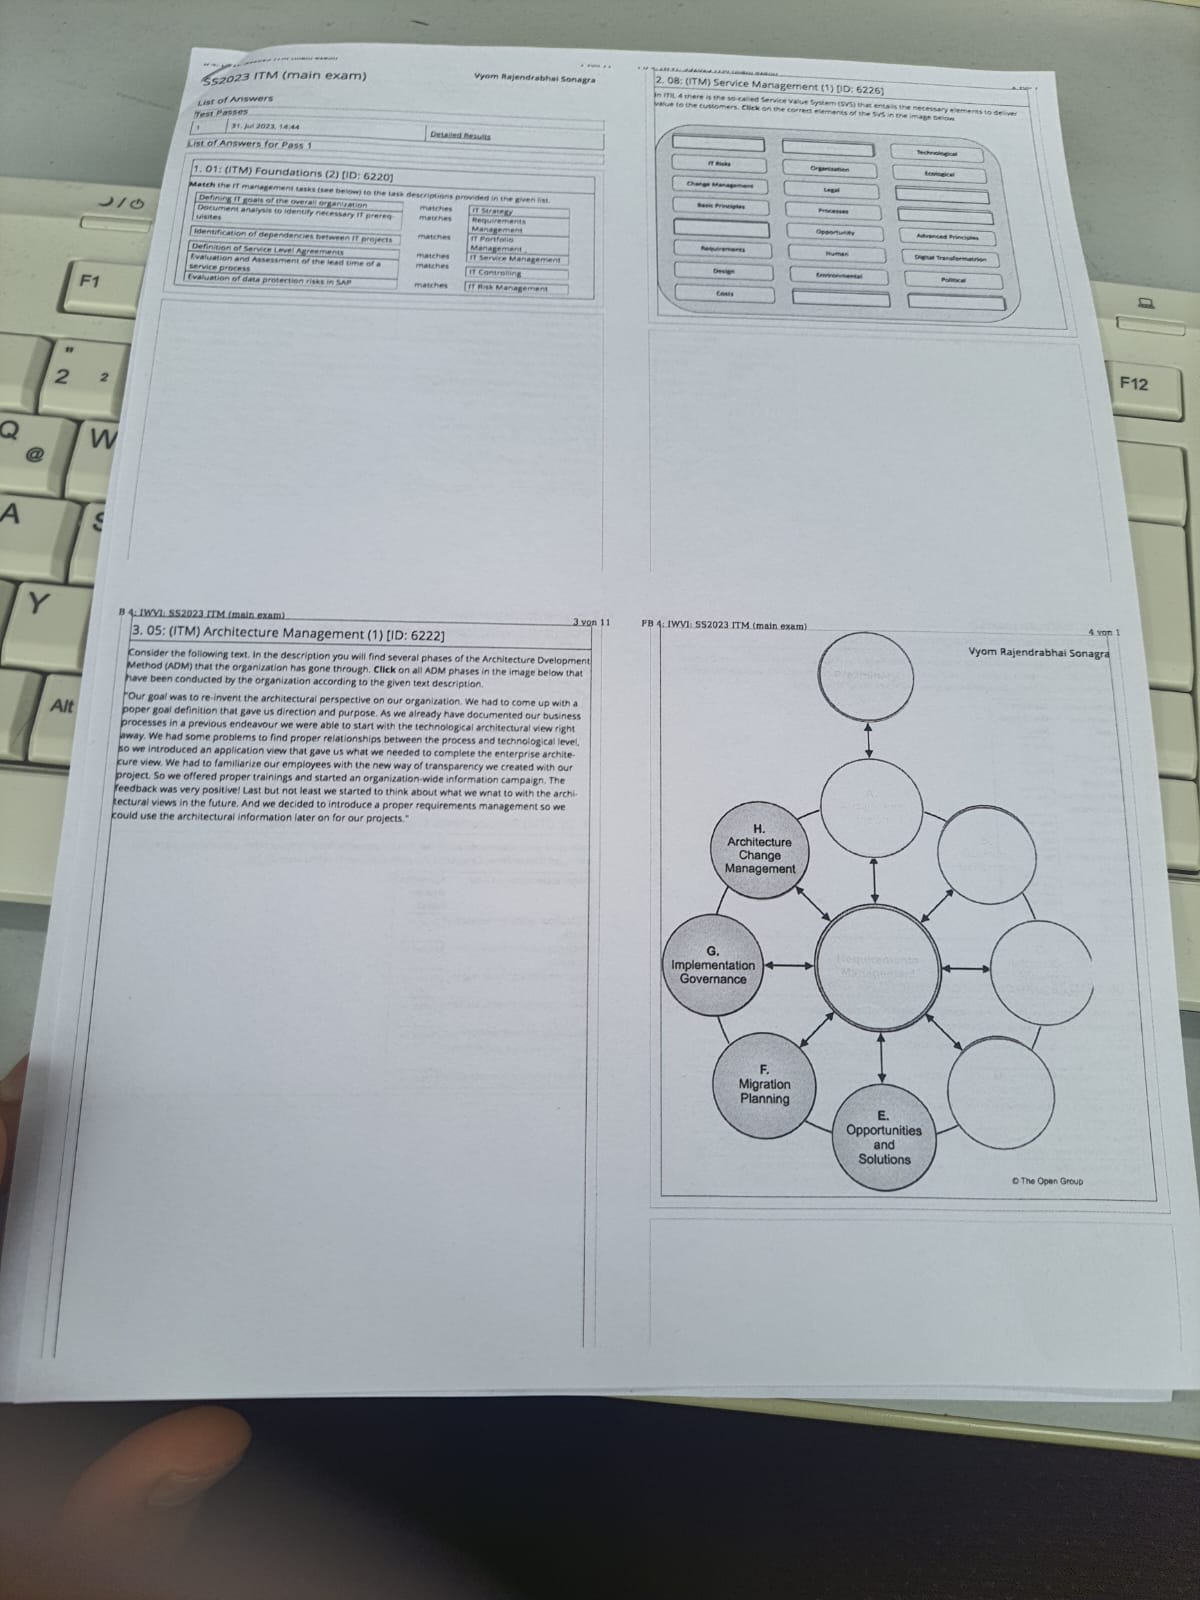 SS2023 ITM (main exam)
Vyom Rajendrabhai Sonagra
List of Answers
Test Passes
1
31. Jul 2023, 14:44
Detailed Results
List of Answers for Pass 1
1. 01: (ITM) Foundations (2) [ID: 6220]
Match the IT management tasks (see below) to the task descriptions provided in the given list.
Defining IT goals of the overall organization
matches
IT Strategy
Document analysis to identify necessary IT prereq-
uisites
matches
Requirements
Management
Identification of dependencies between IT projects
matches
IT Portfolio
Management
Definition of Service Level Agreements
matches
IT Service Management
Evaluation and Assessment of the lead time of a
service process
matches
IT Controlling
Evaluation of data protection risks in SAP
matches
IT Risk Management
2. 08: (ITM) Service Management (1) [ID: 6226]
In ITIL 4 there is the so-called Service Value System (SVS) that entails the necessary elements to deliver
value to the customers. Click on the correct elements of the SVS in the image below
IT Risks
Change Management
Basic Principles
Requirements
Design
Costs
Organization
Legal
Processes
Opportunity
Human
Environmental
Technological
Ecological
Advanced Principles
Digital Transformation
Political
B 4: IWVI: SS2023 ITM (main exam)
3 von 11
3. 05: (ITM) Architecture Management (1) [ID: 6222]
Consider the following text. In the description you will find several phases of the Architecture Dvelopment
Method (ADM) that the organization has gone through. Click on all ADM phases in the image below that
have been conducted by the organization according to the given text description.
"Our goal was to re-invent the architectural perspective on our organization. We had to come up with a
poper goal definition that gave us direction and purpose. As we already have documented our business
processes in a previous endeavour we were able to start with the technological architectural view right
away. We had some problems to find proper relationships between the process and technological level,
so we introduced an application view that gave us what we needed to complete the enterprise archite-
cure view. We had to familiarize our employees with the new way of transparency we created with our
project. So we offered proper trainings and started an organization-wide information campaign. The
feedback was very positive! Last but not least we started to think about what we wnat to with the archi-
tectural views in the future. And we decided to introduce a proper requirements management so we
could use the architectural information later on for our projects."
FB 4: IWVI: SS2023 ITM (main exam)
4 von 1
Vyom Rajendrabhai Sonagra
H.
Architecture
Change
Management
G.
Implementation
Governance
Requirements
Management
F.
Migration
Planning
E.
Opportunities
and
Solutions
© The Open Group
F1
"
2 2
Q
@
W
A
S
Y
Alt
F12